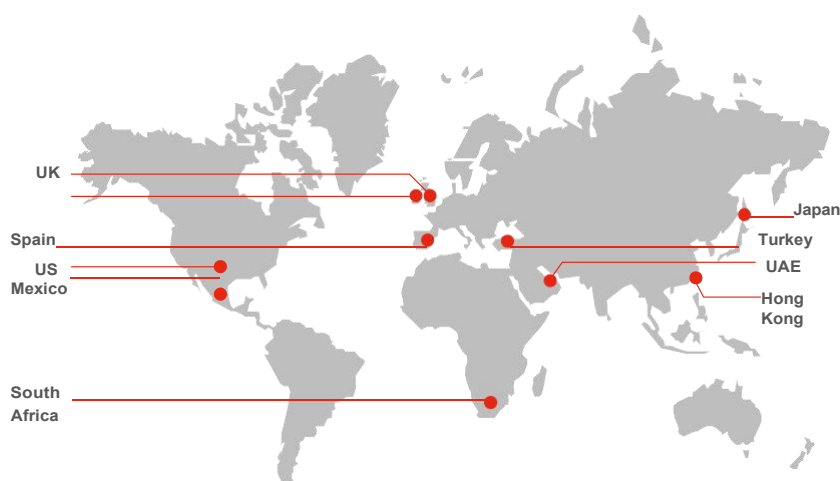 UK
Japan
Spain
Turkey
US
UAE
Mexico
Hong
Kong
South
Africa